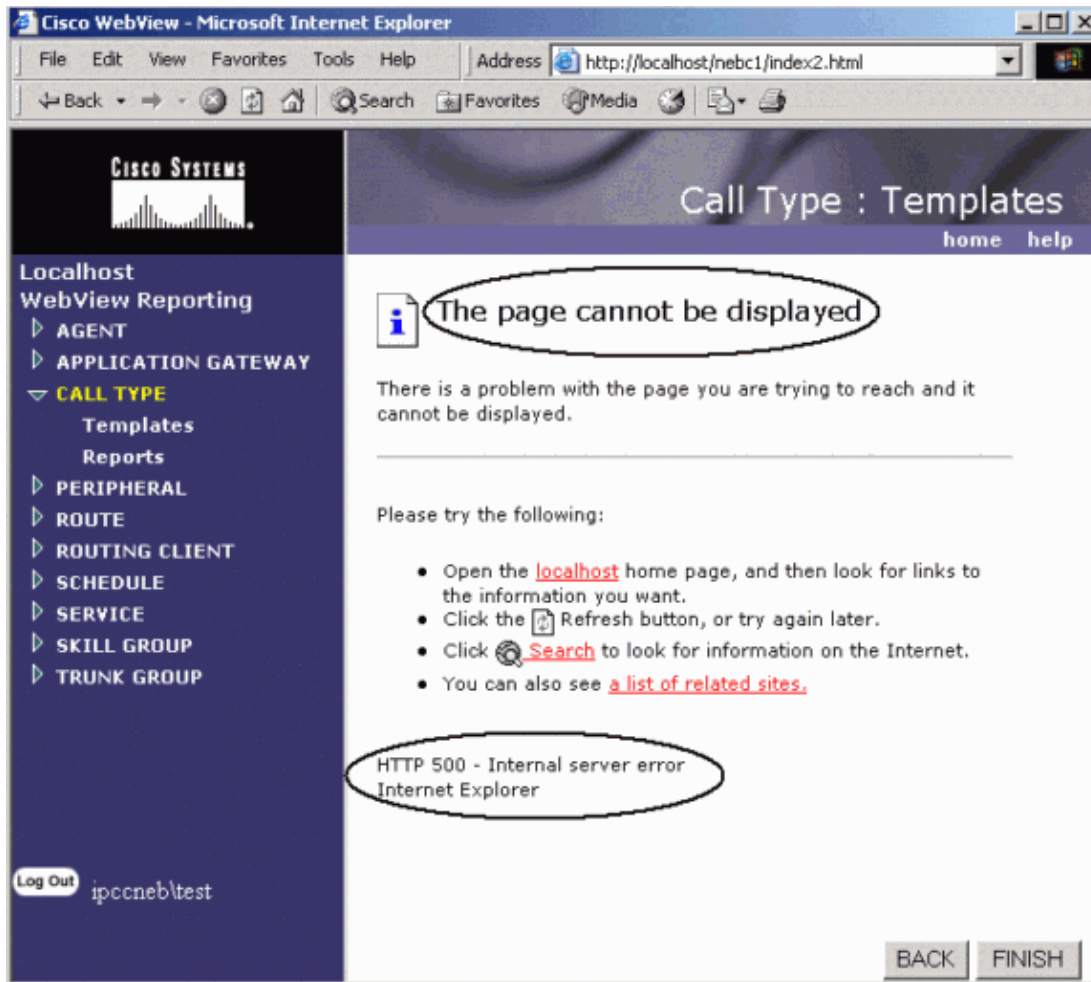 Cisco WebView - Microsoft Internet Explorer
File Edit View Favorites Tools Help Address http://localhost/nebc1/index2.html
Back Search Favorites Media
CISCO SYSTEMS
Call Type : Templates
home help
Localhost
WebView Reporting
AGENT
APPLICATION GATEWAY
CALL TYPE
Templates
Reports
PERIPHERAL
ROUTE
ROUTING CLIENT
SCHEDULE
SERVICE
SKILL GROUP
TRUNK GROUP
Log Out ipccneb\test
The page cannot be displayed
There is a problem with the page you are trying to reach and it
cannot be displayed.
Please try the following:
Open the localhost home page, and then look for links to
the information you want.
Click the Refresh button, or try again later.
Click Search to look for information on the Internet.
You can also see a list of related sites.
HTTP 500 - Internal server error
Internet Explorer
BACK FINISH